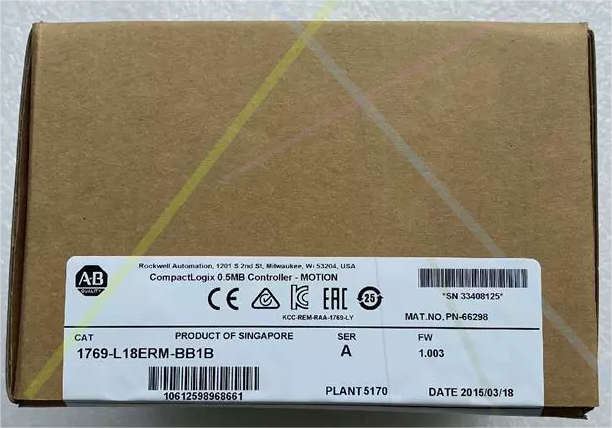 Rockwell Automation, 1201 S 2nd St, Milwaukee, WI 53204, USA
CompactLogix 0.5MB Controller - MOTION
A-B
QUALITY
CE
EAC
25
*SN 33408125*
KCC-REM-RAA-1769-LY
MAT.NO. PN-66298
CAT
PRODUCT OF SINGAPORE
SER
FW
1769-L18ERM-BB1B
A
1.003
10612598968661
PLANT 5170
DATE 2015/03/18